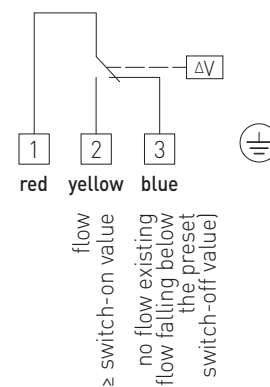 ΔV
1 2 3
red yellow blue
flow
≥ switch-on value
no flow existing
flow falling below
the preset
switch-off value)